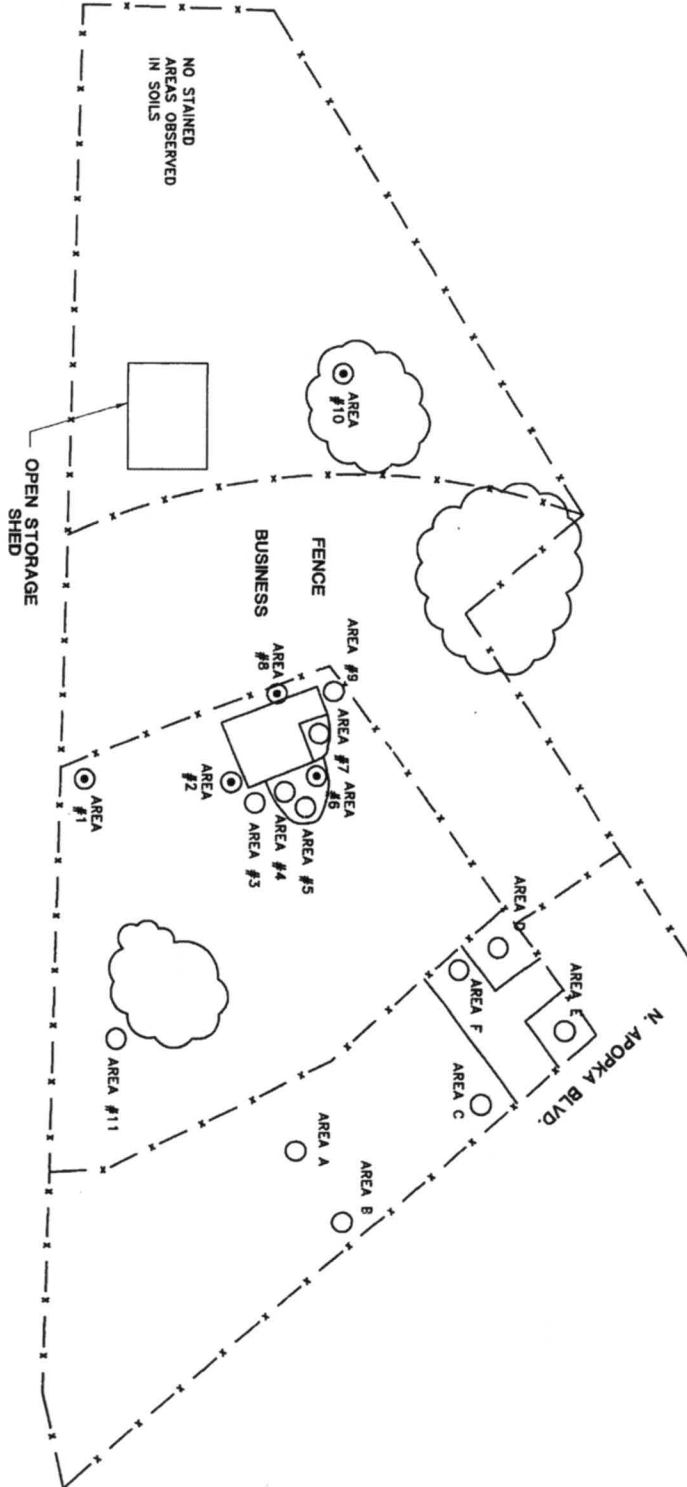 NO STAINED
AREAS OBSERVED
IN SOILS
AREA
#10
OPEN STORAGE
SHED
FENCE
BUSINESS
AREA #9
AREA
#8
AREA #7
AREA
#6
AREA #5
AREA #4
AREA #3
AREA
#2
AREA
#1
AREA D
AREA E
AREA F
AREA C
N. APOPKA BLVD.
AREA #11
AREA A
AREA B